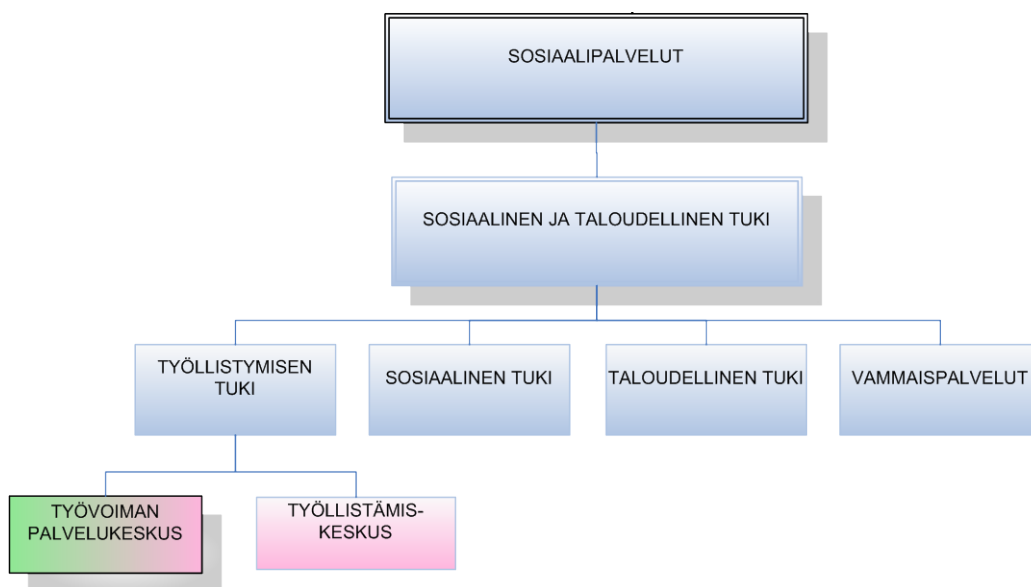 SOSIAALIPALVELUT
SOSIAALINEN JA TALOUDELLINEN TUKI
TYÖLLISTYMISEN
TUKI
SOSIAALINEN TUKI
TALOUDELLINEN TUKI
VAMMAISPALVELUT
TYÖVOIMAN
PALVELUKESKUS
TYÖLLISTÄMIS-
KESKUS